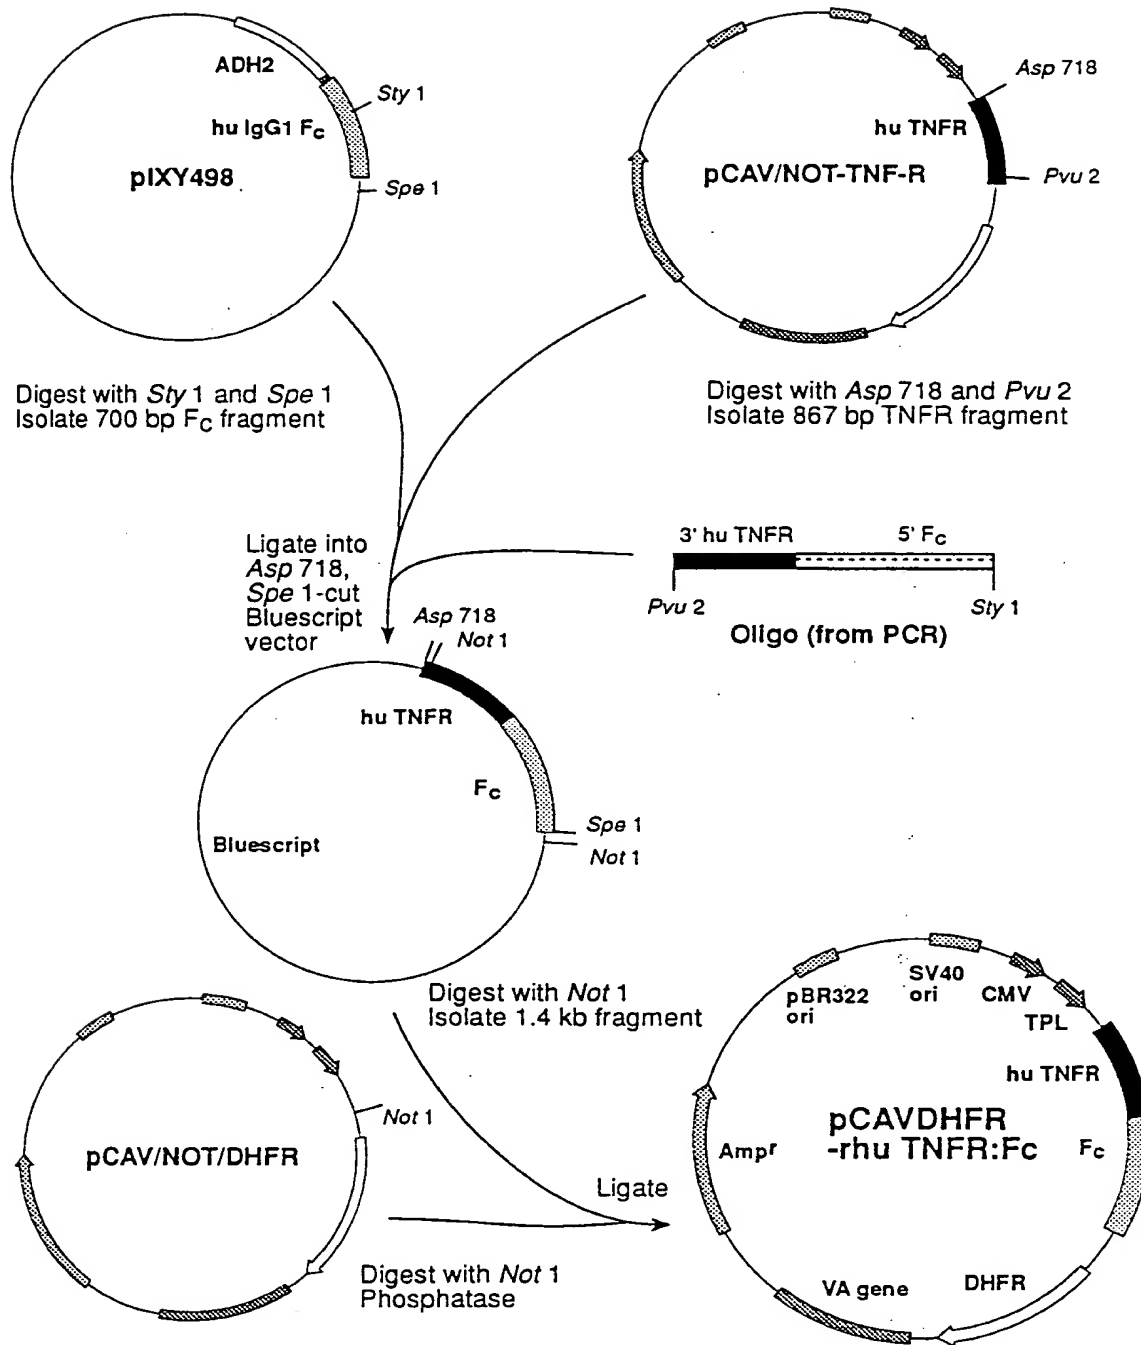 ADH2
Sty 1
hu IgG1 Fc
pIXY498
Spe 1
Asp 718
hu TNFR
pCAV/NOT-TNF-R
Pvu 2
Digest with Sty 1 and Spe 1
Isolate 700 bp Fc fragment
Digest with Asp 718 and Pvu 2
Isolate 867 bp TNFR fragment
3' hu TNFR
5' Fc
Pvu 2
Sty 1
Oligo (from PCR)
Ligate into
Asp 718,
Spe 1-cut
Bluescript
vector
Asp 718
Not 1
hu TNFR
Fc
Bluescript
Spe 1
Not 1
Digest with Not 1
Isolate 1.4 kb fragment
Not 1
pCAV/NOT/DHFR
Digest with Not 1
Phosphatase
Ligate
pBR322
ori
SV40
ori
CMV
TPL
hu TNFR
pCAVDHFR
-rhu TNFR:Fc
Fc
Ampr
VA gene
DHFR